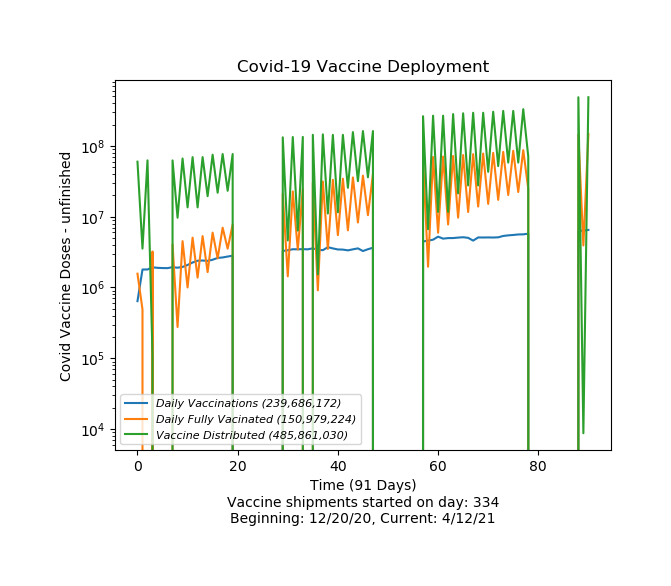 Covid-19 Vaccine Deployment
Covid Vaccine Doses - unfinished
10^8
10^7
10^6
10^5
10^4
Daily Vaccinations (239,686,172)
Daily Fully Vacinated (150,979,224)
Vaccine Distributed (485,861,030)
0 20 40 60 80
Time (91 Days)
Vaccine shipments started on day: 334
Beginning: 12/20/20, Current: 4/12/21